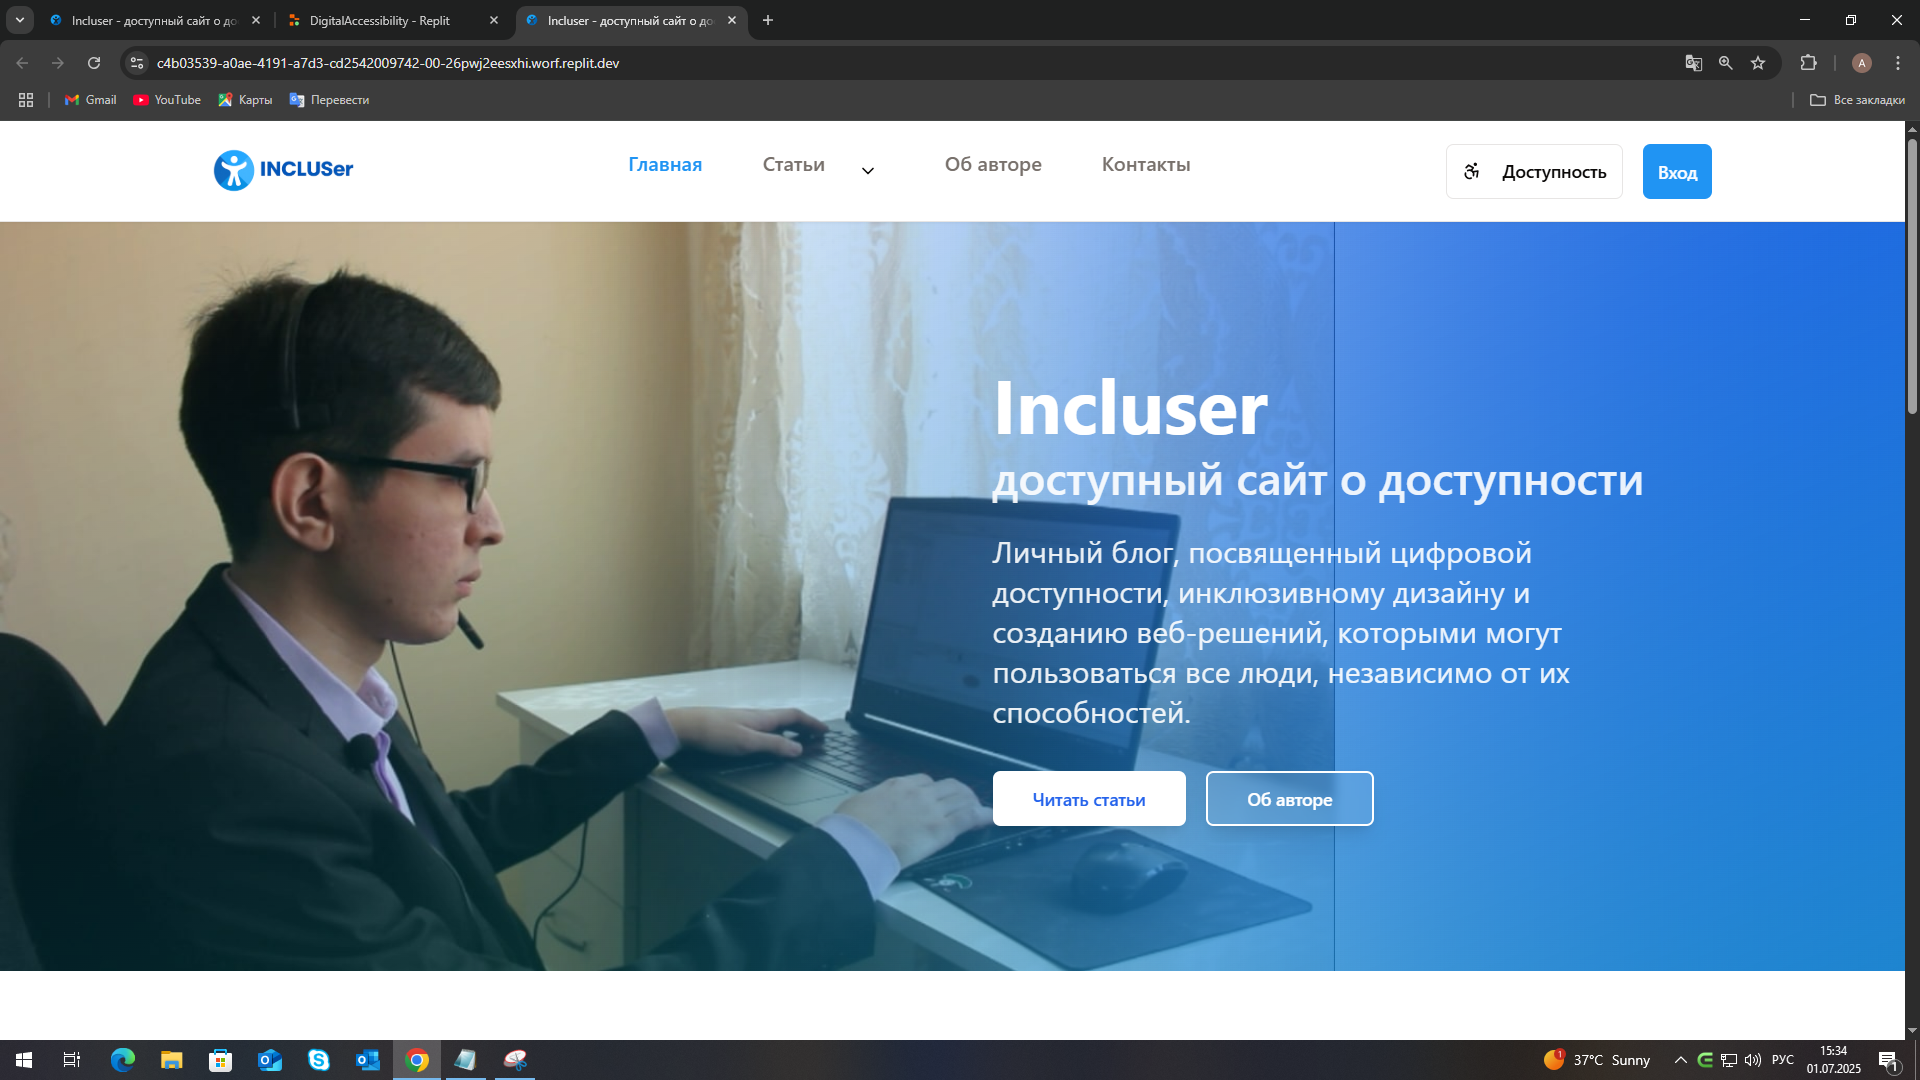 Incluser - доступный сайт о до
DigitalAccessibility - Replit
Incluser - доступный сайт о до
c4b03539-a0ae-4191-a7d3-cd2542009742-00-26pwj2eesxhi.worf.replit.dev
A
Gmail
YouTube
Карты
Перевести
Все закладки
INCLUSer
Главная
Статьи
Об авторе
Контакты
Доступность
Вход
Incluser
доступный сайт о доступности
Личный блог, посвященный цифровой
доступности, инклюзивному дизайну и
созданию веб-решений, которыми могут
пользоваться все люди, независимо от их
способностей.
Читать статьи
Об авторе
1
37°C Sunny
РУС
15:34
01.07.2025
1